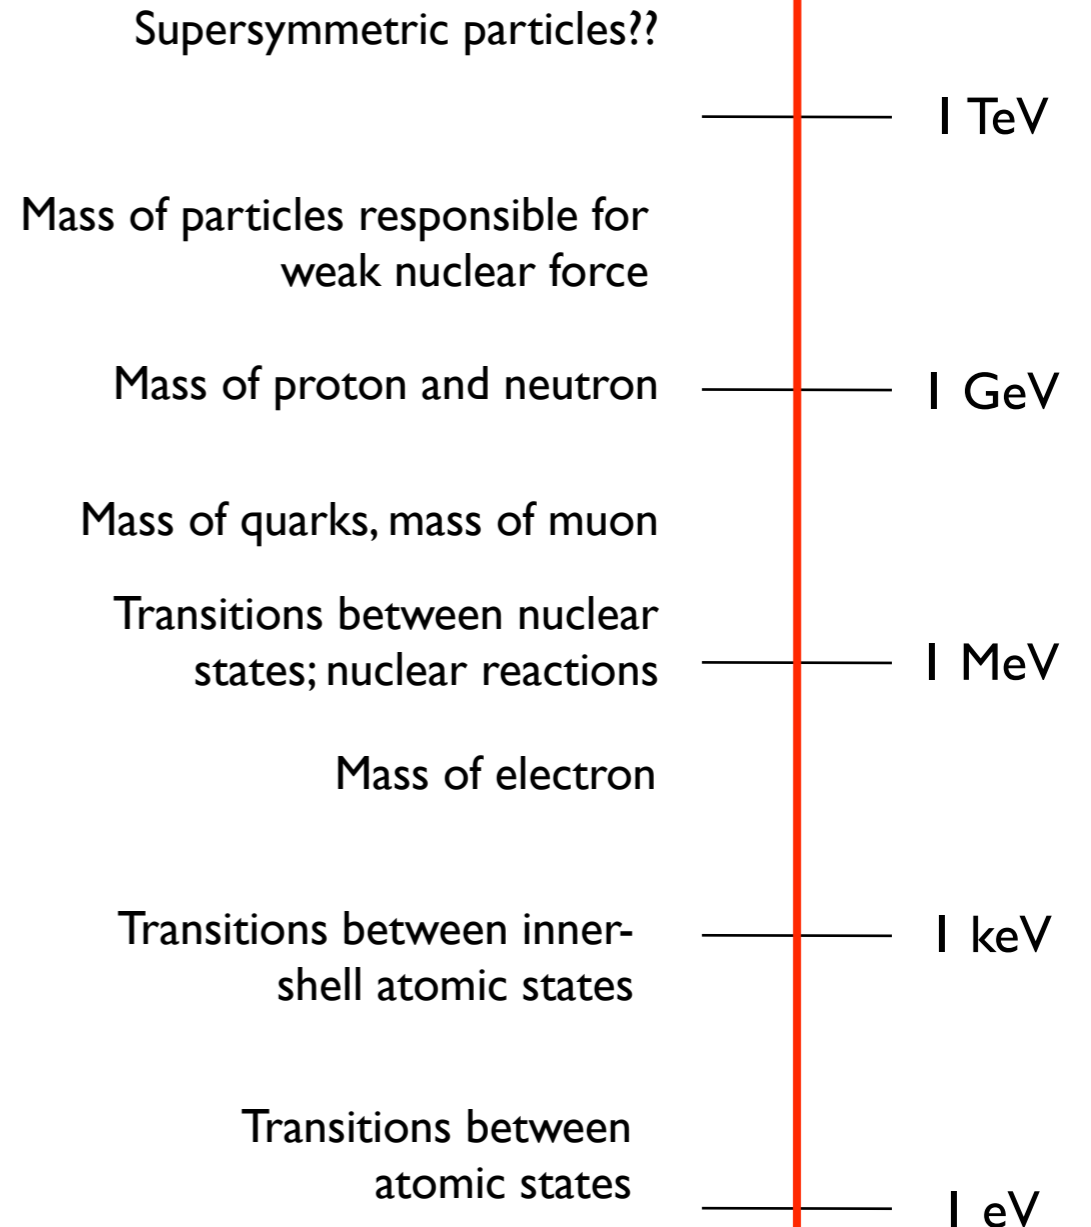 Supersymmetric particles??
1 TeV
Mass of particles responsible for
weak nuclear force
Mass of proton and neutron
1 GeV
Mass of quarks, mass of muon
Transitions between nuclear
states; nuclear reactions
1 MeV
Mass of electron
Transitions between inner-
shell atomic states
1 keV
Transitions between
atomic states
1 eV